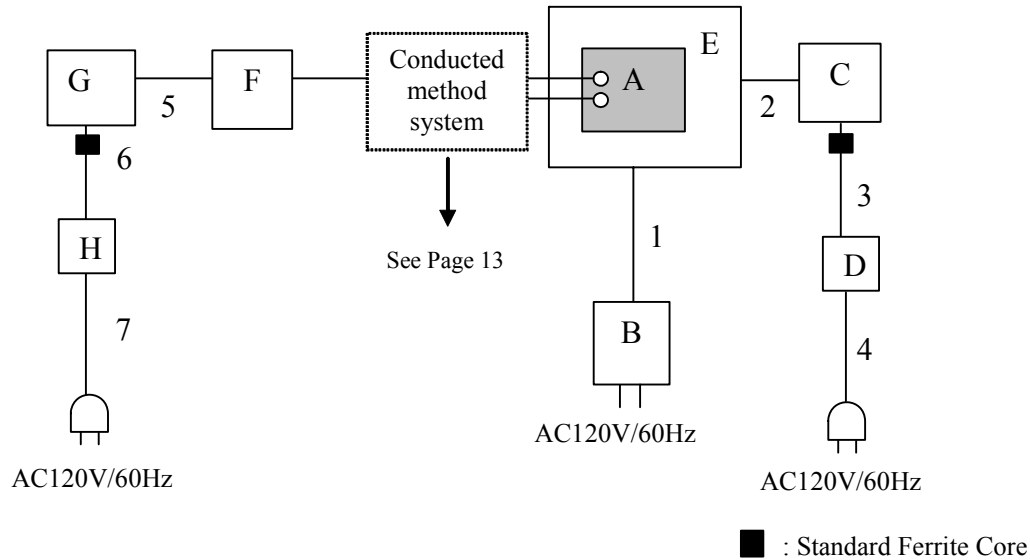 G
5
F
Conducted
method
system
A
E
2
C
6
3
See Page 13
1
H
D
7
B
4
AC120V/60Hz
AC120V/60Hz
AC120V/60Hz
: Standard Ferrite Core